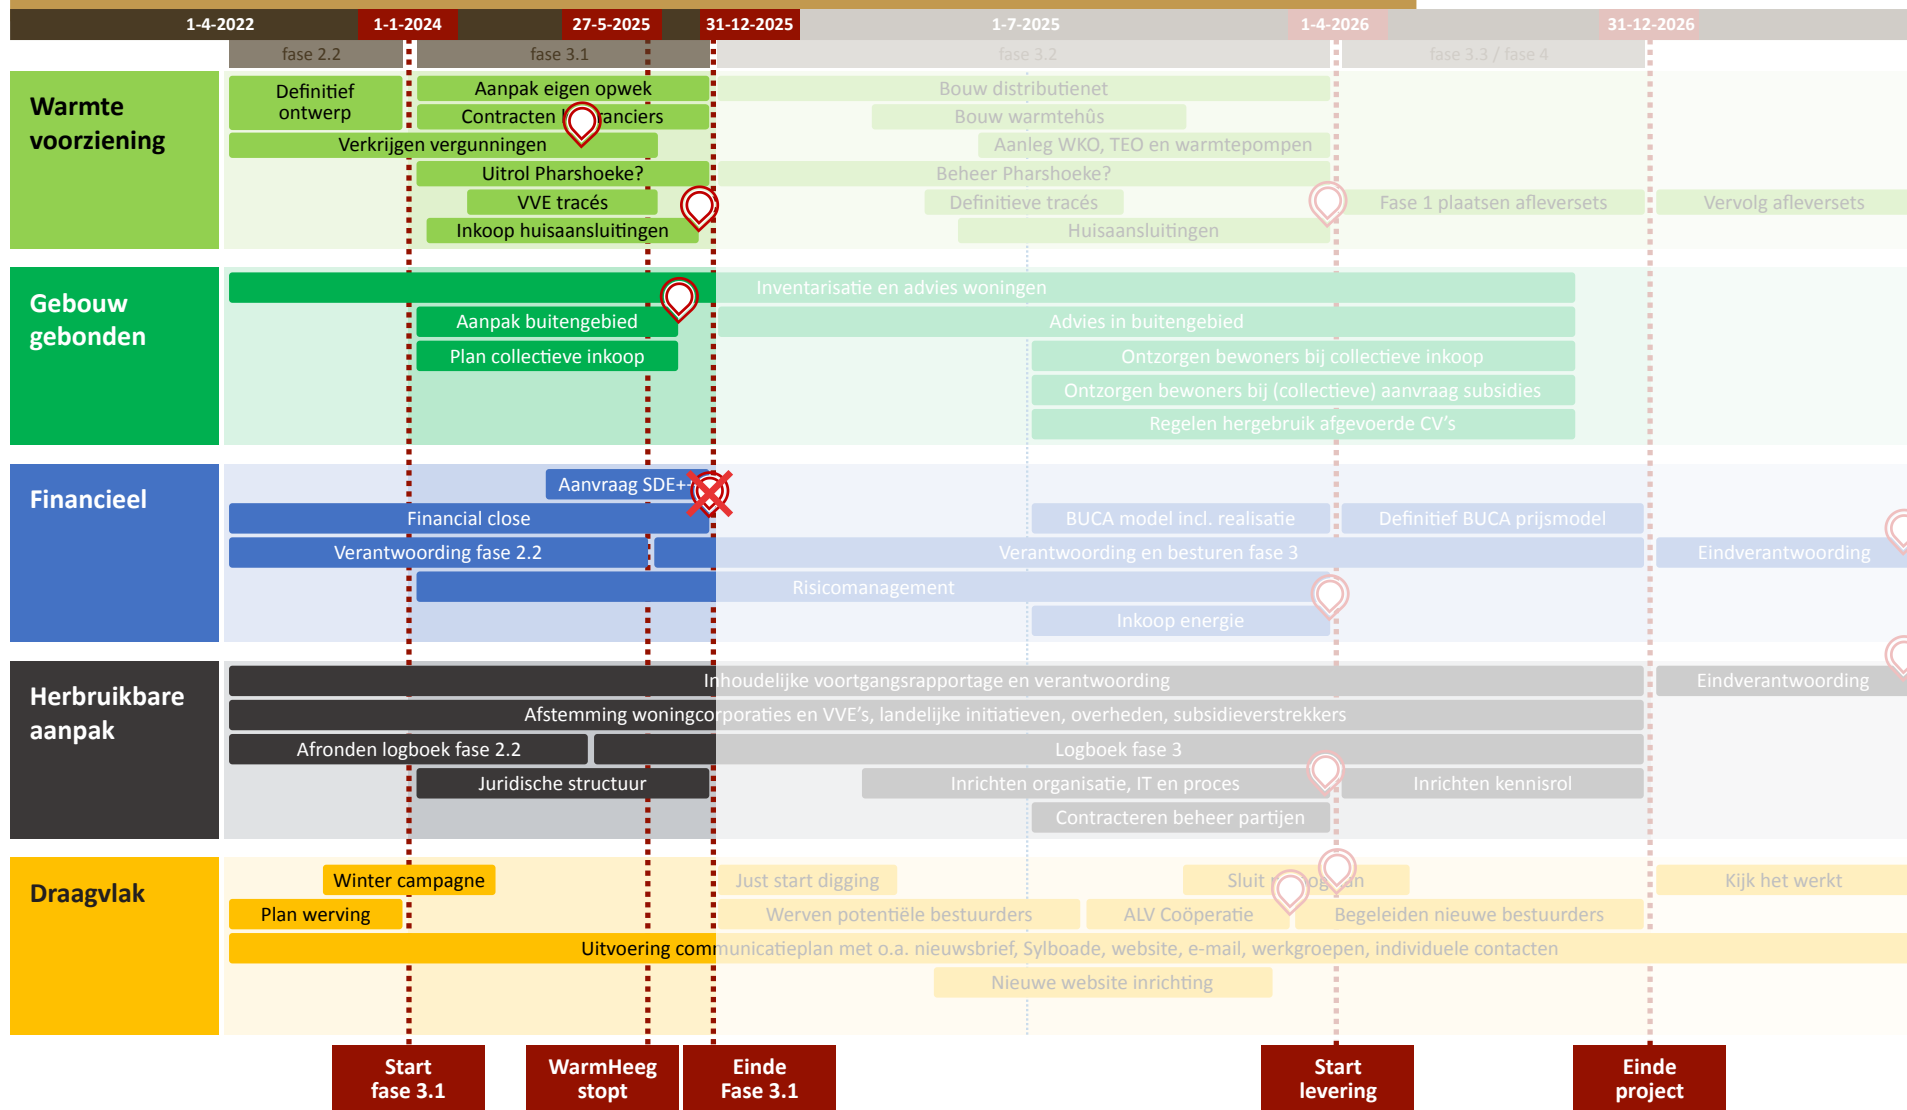 1-4-2022 1-1-2024 27-5-2025 31-12-2025 1-7-2025 1-4-2026 31-12-2026
fase 2.2 fase 3.1 fase 3.2 fase 3.3 / fase 4
Warmte
voorziening
Definitief
ontwerp
Aanpak eigen opwek
Bouw distributienet
Contracten
ranciers
Bouw warmtehûs
Verkrijgen vergunningen
Aanleg WKO, TEO en warmtepompen
Uitrol Pharshoeke?
Beheer Pharshoeke?
VVE tracés
Definitieve tracés
Fase 1 plaatsen afleversets
Vervolg afleversets
Inkoop huisaansluitingen
Huisaansluitingen
Gebouw
gebonden
Inventarisatie en advies woningen
Aanpak buitengebied
Advies in buitengebied
Plan collectieve inkoop
Ontzorgen bewoners bij collectieve inkoop
Ontzorgen bewoners bij (collectieve) aanvraag subsidies
Regelen hergebruik afgevoerde CV's
Financieel
Aanvraag SDE+
Financial close
BUCA model incl. realisatie
Definitief BUCA prijsmodel
Verantwoording fase 2.2
Verantwoording en besturen fase 3
Eindverantwoording
Risicomanagement
Inkoop energie
Herbruikbare
aanpak
Inhoudelijke voortgangsrapportage en verantwoording
Eindverantwoording
Afstemming woningcorporaties en VVE's, landelijke initiatieven, overheden, subsidieverstrekkers
Afronden logboek fase 2.2
Logboek fase 3
Juridische structuur
Inrichten organisatie, IT en proces
Inrichten kennisrol
Contracteren beheer partijen
Draagvlak
Winter campagne
Just start digging
Sluit
Kijk het werkt
Plan werving
Werven potentiële bestuurders
ALV Coöperatie
Begeleiden nieuwe bestuurders
Uitvoering communicatieplan met o.a. nieuwsbrief, Sylboade, website, e-mail, werkgroepen, individuele contacten
Nieuwe website inrichting
Start
fase 3.1
WarmHeeg
stopt
Einde
Fase 3.1
Start
levering
Einde
project